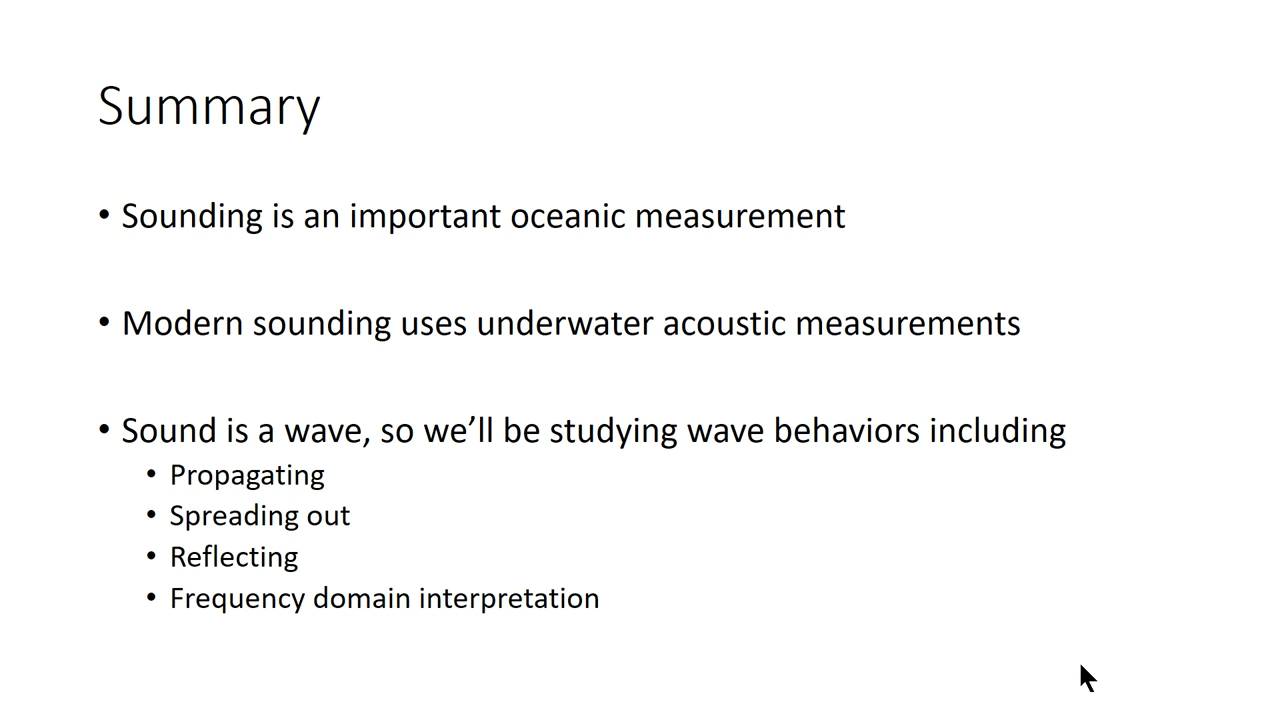 Summary
• Sounding is an important oceanic measurement
• Modern sounding uses underwater acoustic measurements
• Sound is a wave, so we’ll be studying wave behaviors including
• Propagating
• Spreading out
• Reflecting
• Frequency domain interpretation